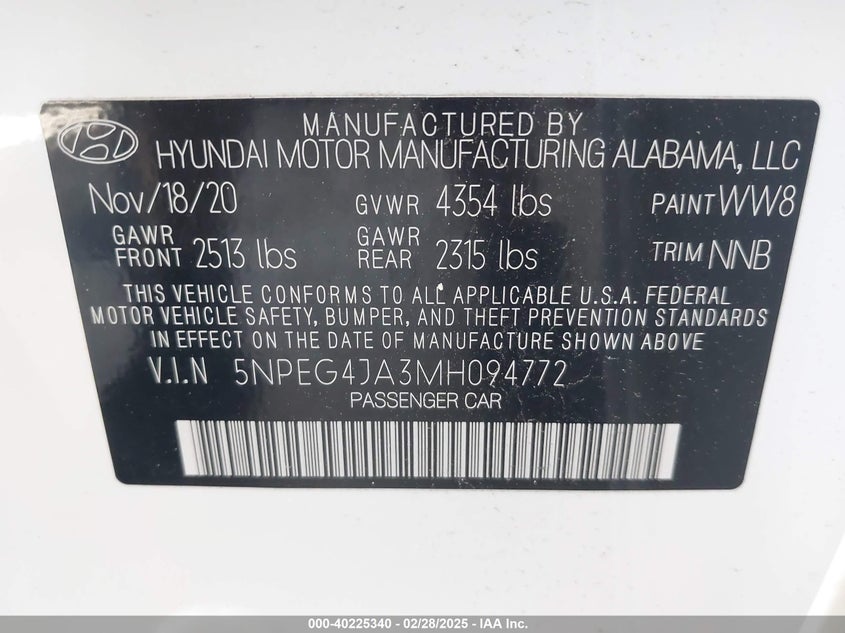 MANUFACTURED BY
HYUNDAI MOTOR MANUFACTURING ALABAMA, LLC
Nov/18/20 GVWR 4354 lbs PAINT WW8
GAWR FRONT 2513 lbs GAWR REAR 2315 lbs TRIM NNB
THIS VEHICLE CONFORMS TO ALL APPLICABLE U.S.A. FEDERAL
MOTOR VEHICLE SAFETY, BUMPER, AND THEFT PREVENTION STANDARDS
IN EFFECT ON THE DATE OF MANUFACTURE SHOWN ABOVE.
V.I.N 5NPEG4JA3MH094772
PASSENGER CAR
000-40225340 - 02/28/2025 - IAAI.COM